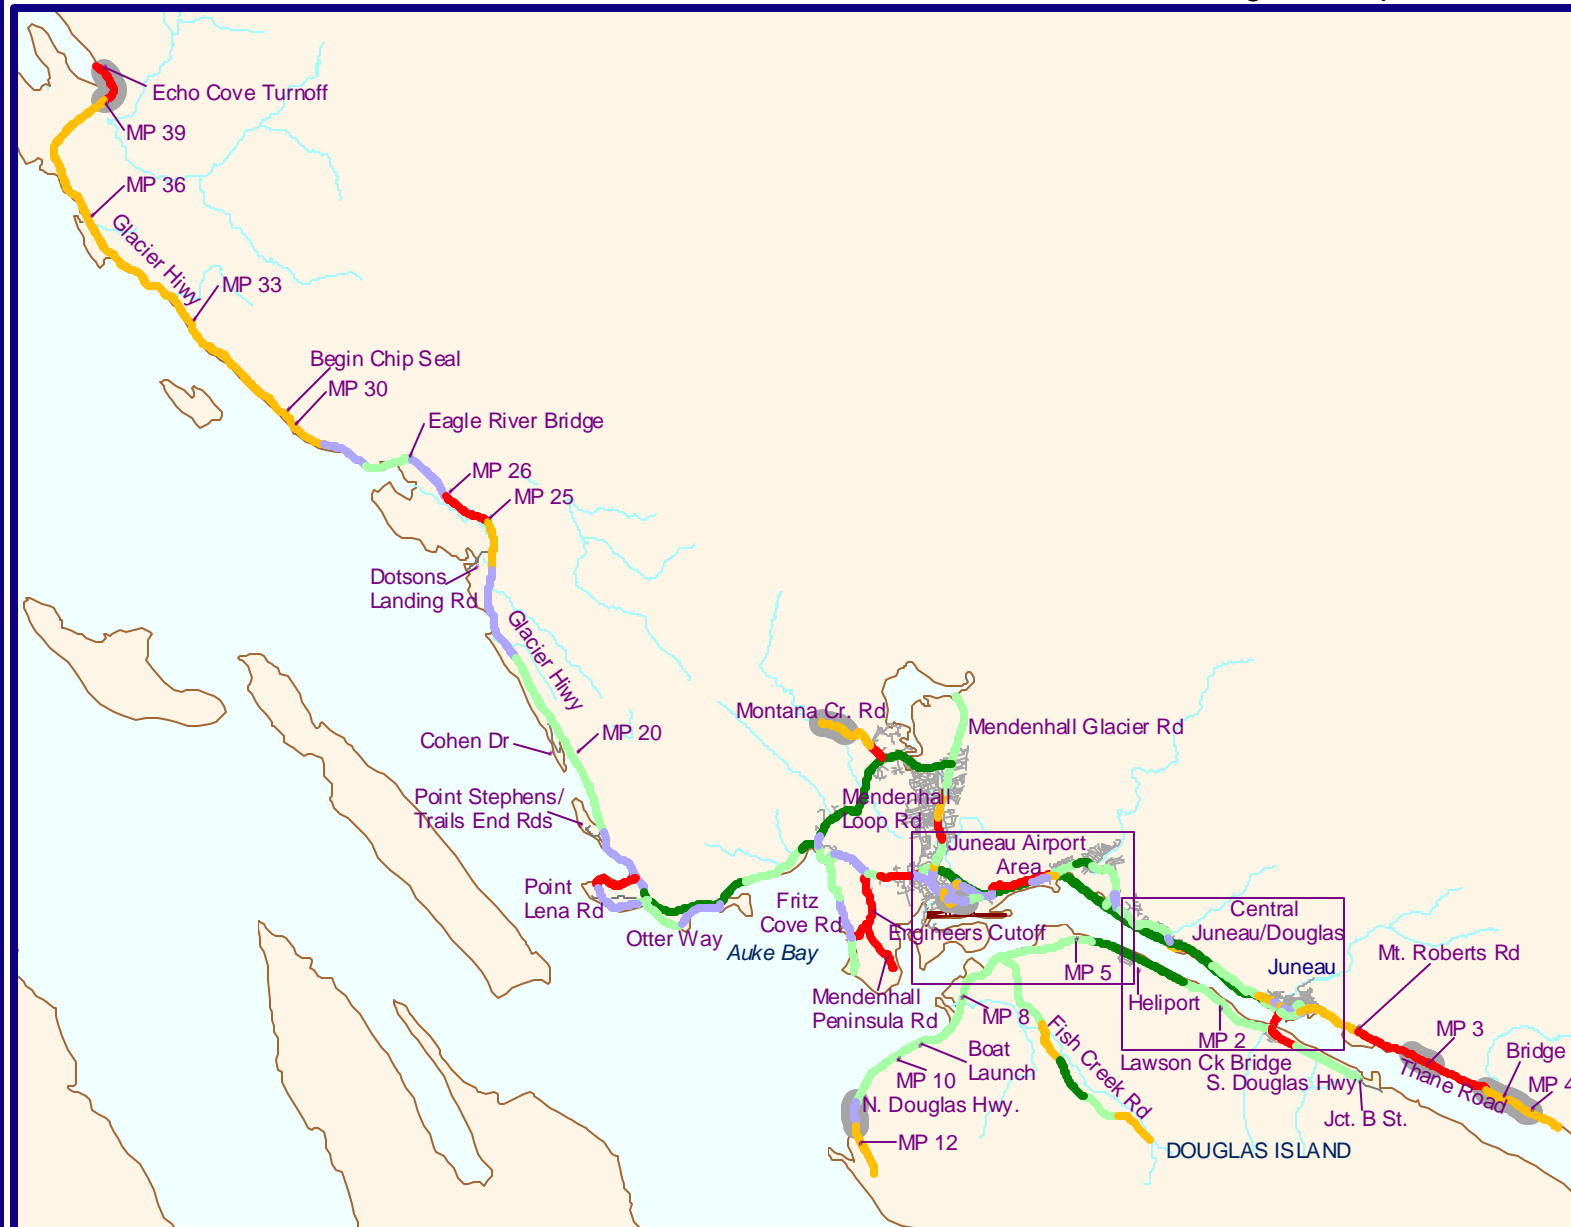 Echo Cove Turnoff
MP 39
MP 36
Glacier Hiwy
MP 33
Begin Chip Seal
MP 30
Eagle River Bridge
MP 26
MP 25
Dotsons
Landing Rd
Glacier Hiwy
Cohen Dr
MP 20
Point Stephens/
Trails End Rds
Point
Lena Rd
Otter Way
Auke Bay
Montana Cr. Rd
Mendenhall Glacier Rd
Mendenhall
Loop Rd
Juneau Airport
Area
Fritz
Cove Rd
Engineers Cutoff
Mendenhall
Peninsula Rd
MP 5
MP 8
Boat
Launch
MP 10
N. Douglas Hwy.
MP 12
Fish Creek Rd
Central
Juneau/Douglas
Juneau
Heliport
MP 2
Lawson Ck Bridge
S. Douglas Hwy
Jct. B St.
Mt. Roberts Rd
MP 3
Thane Road
Bridge
MP 4
DOUGLAS ISLAND